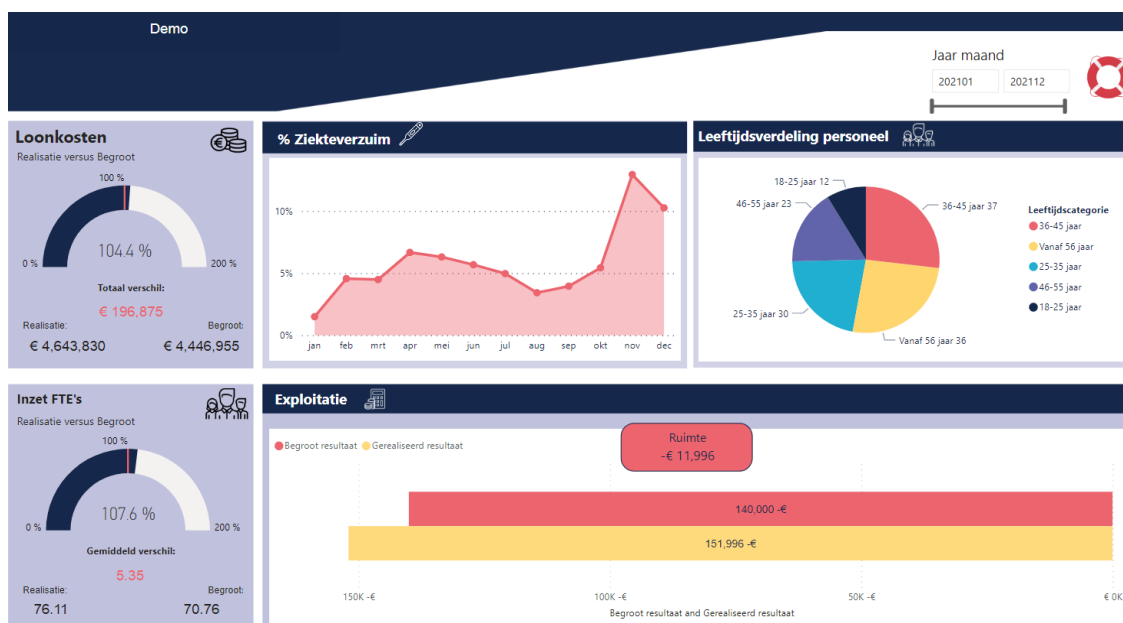 Demo
Jaar maand
202101 202112
Loonkosten
Realisatie versus Begroot
100 %
104.4 %
0 % 200 %
Totaal verschil:
€ 196,875
Realisatie: Begroot:
€ 4,643,830 € 4,446,955
% Ziekteverzuim
10%
5%
0%
jan feb mrt apr mei jun jul aug sep okt nov dec
Leeftijdsverdeling personeel
18-25 jaar 12
46-55 jaar 23
36-45 jaar 37
25-35 jaar 30
Vanaf 56 jaar 36
Leeftijdscategorie
36-45 jaar
Vanaf 56 jaar
25-35 jaar
46-55 jaar
18-25 jaar
Inzet FTE's
Realisatie versus Begroot
100 %
107.6 %
0 % 200 %
Gemiddeld verschil:
5.35
Realisatie: Begroot:
76.11 70.76
Exploitatie
Begroot resultaat Gerealiseerd resultaat
Ruimte
-€ 11,996
140,000 -€
151,996 -€
150K -€ 100K -€ 50K -€ € 0K
Begroot resultaat and Gerealiseerd resultaat